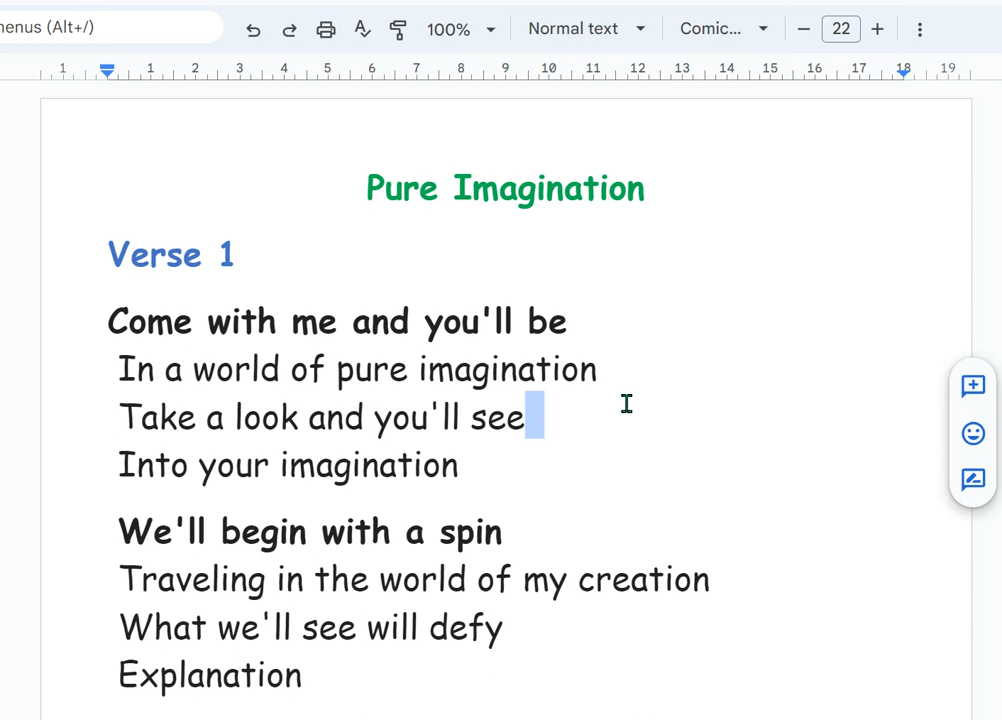 nenus (Alt+/)
100%
Normal text
Comic...
22
1 1 2 3 4 5 6 7 8 9 10 11 12 13 14 15 16 17 18 19
Pure Imagination
Verse 1
Come with me and you'll be
In a world of pure imagination
Take a look and you'll see
Into your imagination
We'll begin with a spin
Traveling in the world of my creation
What we'll see will defy
Explanation